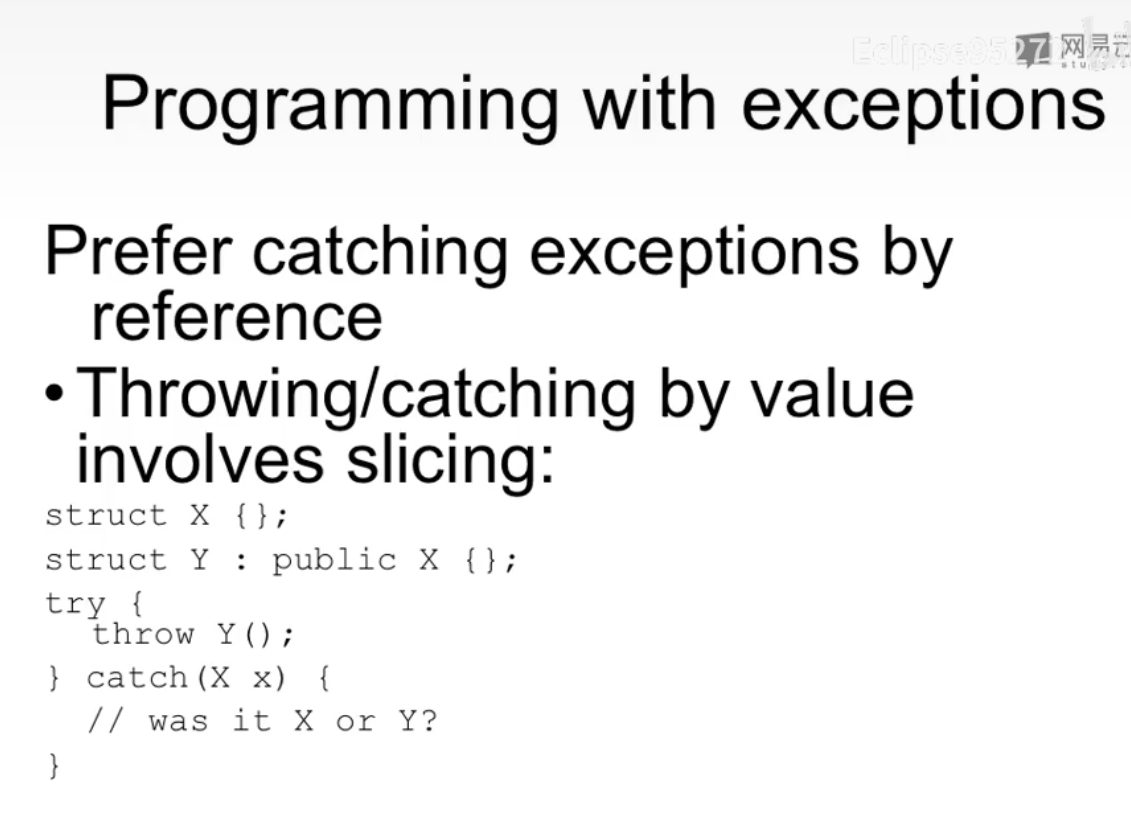 Eclipse9527
网易云
Programming with exceptions
Prefer catching exceptions by
reference
• Throwing/catching by value
involves slicing:
struct X {};
struct Y : public X {};
try {
throw Y();
} catch(X x) {
// was it X or Y?
}